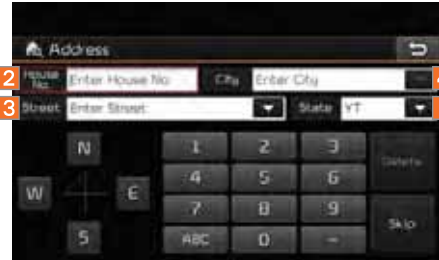 Address
2 House No. Enter House No City Enter City
3 Street Enter Street State YT
N 1 2 3 Delete
W E 4 5 6
7 8 9 Skip
S ABC 0 -